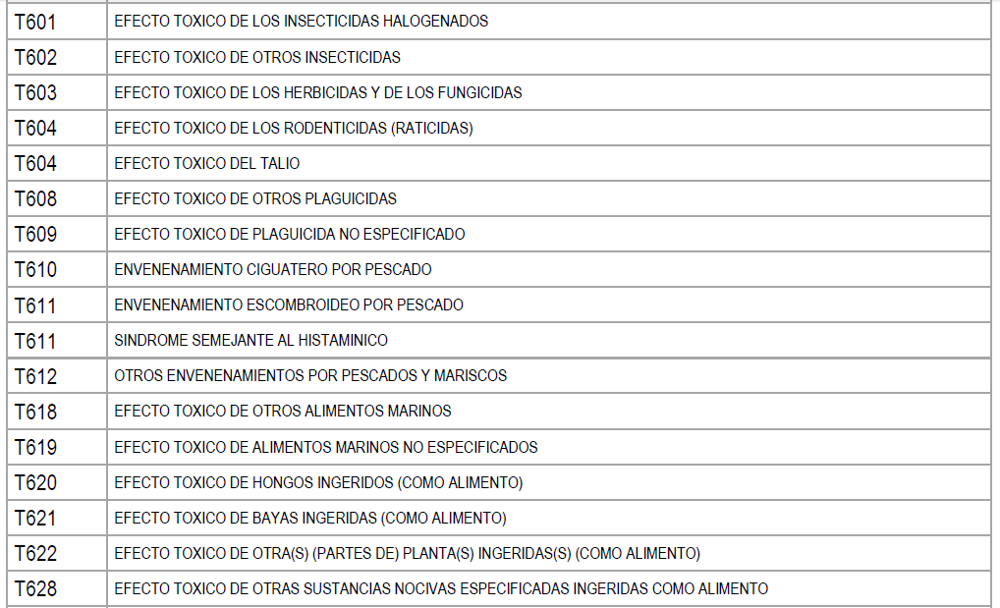 T601 EFECTO TOXICO DE LOS INSECTICIDAS HALOGENADOS
T602 EFECTO TOXICO DE OTROS INSECTICIDAS
T603 EFECTO TOXICO DE LOS HERBICIDAS Y DE LOS FUNGICIDAS
T604 EFECTO TOXICO DE LOS RODENTICIDAS (RATICIDAS)
T604 EFECTO TOXICO DEL TALIO
T608 EFECTO TOXICO DE OTROS PLAGUICIDAS
T609 EFECTO TOXICO DE PLAGUICIDA NO ESPECIFICADO
T610 ENVENENAMIENTO CIGUATERO POR PESCADO
T611 ENVENENAMIENTO ESCOMBROIDEO POR PESCADO
T611 SINDROME SEMEJANTE AL HISTAMINICO
T612 OTROS ENVENENAMIENTOS POR PESCADOS Y MARISCOS
T618 EFECTO TOXICO DE OTROS ALIMENTOS MARINOS
T619 EFECTO TOXICO DE ALIMENTOS MARINOS NO ESPECIFICADOS
T620 EFECTO TOXICO DE HONGOS INGERIDOS (COMO ALIMENTO)
T621 EFECTO TOXICO DE BAYAS INGERIDAS (COMO ALIMENTO)
T622 EFECTO TOXICO DE OTRA(S) (PARTES DE) PLANTA(S) INGERIDAS(S) (COMO ALIMENTO)
T628 EFECTO TOXICO DE OTRAS SUSTANCIAS NOCIVAS ESPECIFICADAS INGERIDAS COMO ALIMENTO